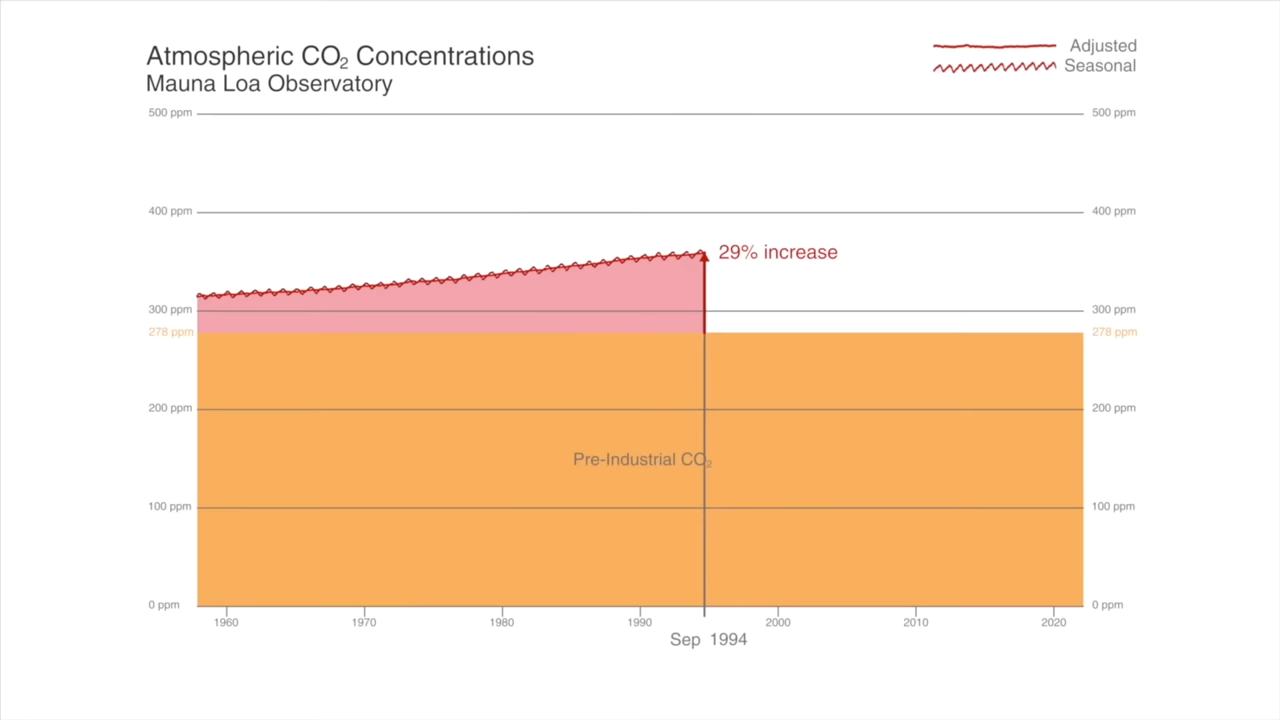 Atmospheric CO₂ Concentrations
Mauna Loa Observatory
Adjusted
Seasonal
500 ppm 500 ppm
400 ppm 400 ppm
29% increase
300 ppm 300 ppm
278 ppm 278 ppm
200 ppm 200 ppm
Pre-Industrial CO₂
100 ppm 100 ppm
0 ppm 0 ppm
1960 1970 1980 1990 2000 2010 2020
Sep 1994